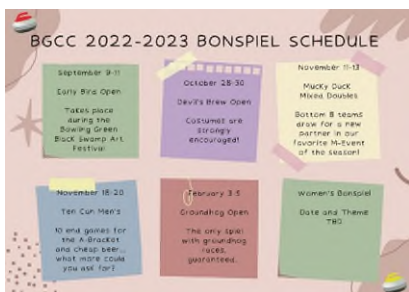 BGCC 2022-2023 BONSPIEL SCHEDULE
September 9-11
Early Bird Open
Takes place
during the
Bowling Green
Black Swamp Art
Festival
October 28-30
Devil's Brew Open
Costumes are
strongly
encouraged!
November 11-13
Mucky Duck
Mixed Doubles
Bottom 8 teams
draw for a new
partner in our
favorite M-Event
of the season!
November 18-20
Ten Gun Men's
10 end games for
the A-Bracket
and cheap beer...
what more could
you ask for?
February 3-5
Groundhog Open
The only spiel
with groundhog
races,
guaranteed.
Women's Bonspiel
Date and Theme
TBD